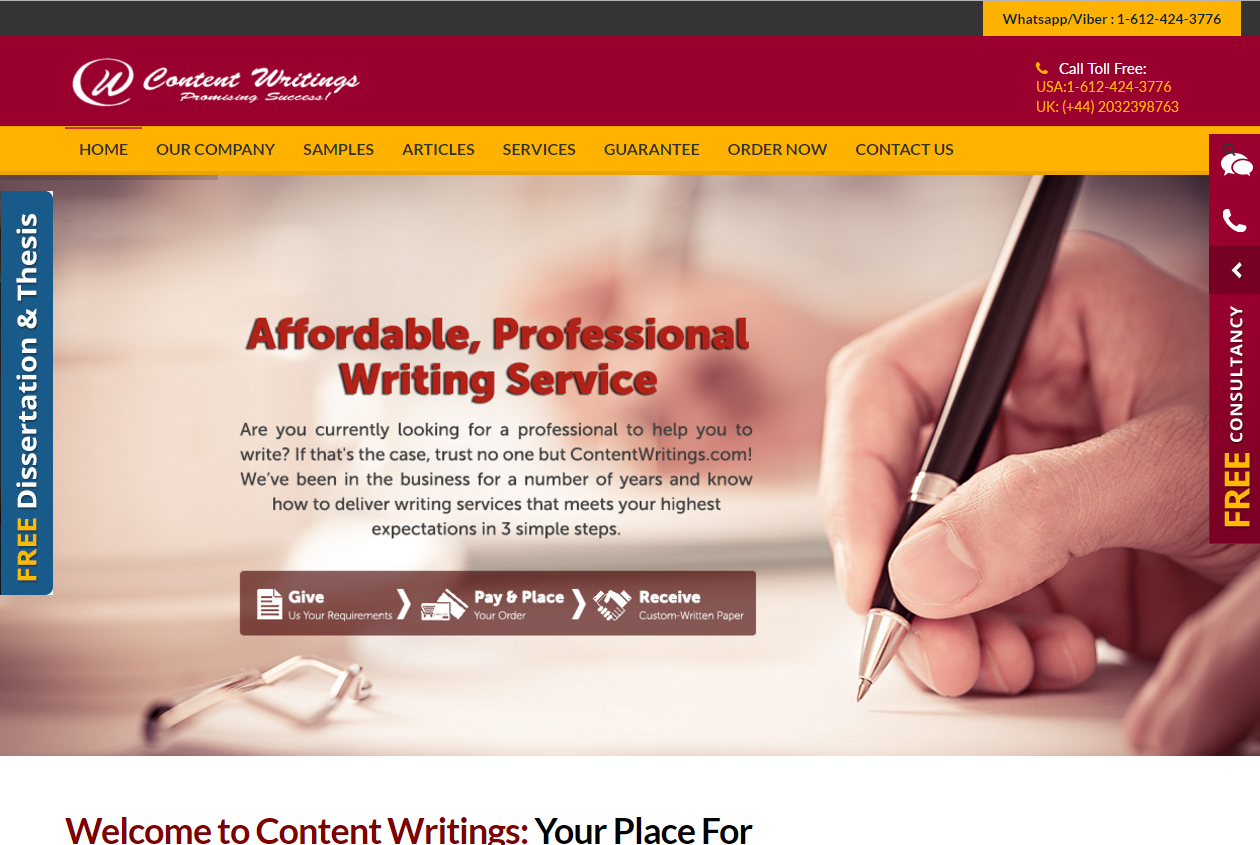 Whatsapp/Viber : 1-612-424-3776
CW Content Writings
Promising Success!
Call Toll Free:
USA:1-612-424-3776
UK: (+44) 2032398763
HOME OUR COMPANY SAMPLES ARTICLES SERVICES GUARANTEE ORDER NOW CONTACT US
FREE Dissertation & Thesis
Affordable, Professional
Writing Service
Are you currently looking for a professional to help you to
write? If that's the case, trust no one but ContentWritings.com!
We've been in the business for a number of years and know
how to deliver writing services that meets your highest
expectations in 3 simple steps.
Give
Us Your Requirements
Pay & Place
Your Order
Receive
Custom-Written Paper
FREE CONSULTANCY
Welcome to Content Writings: Your Place For